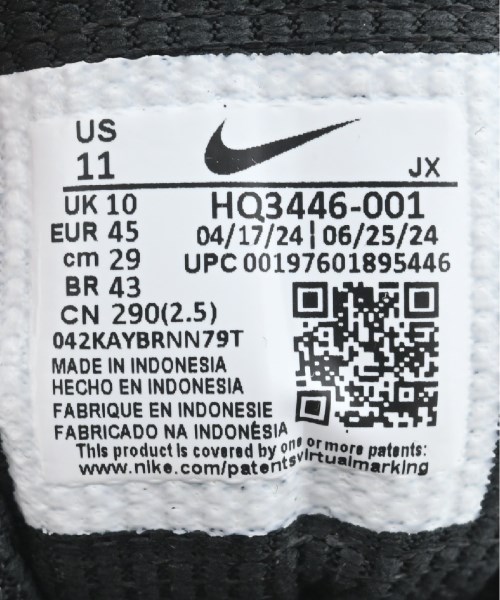 US
11
JX
UK 10
EUR 45
cm 29
BR 43
CN 290(2.5)
HQ3446-001
04/17/24 | 06/25/24
UPC 00197601895446
042KAYBRNN79T
MADE IN INDONESIA
HECHO EN INDONESIA
FABRIQUE EN INDONESIE
FABRICADO NA INDONÉSIA
This product is covered by one or more patents:
www.nike.com/patentsvirtualmarking